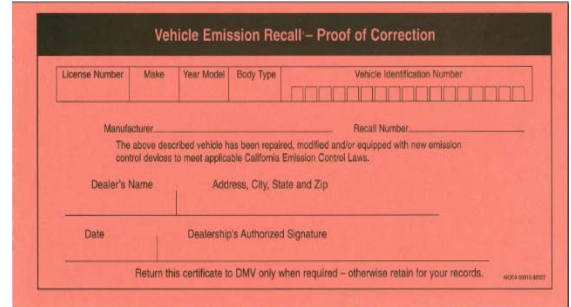 Vehicle Emission Recall – Proof of Correction
License Number Make Year Model Body Type Vehicle Identification Number
Manufacturer Recall Number
The above described vehicle has been repaired, modified and/or equipped with new emission
control devices to meet applicable California Emission Control Laws.
Dealer's Name Address, City, State and Zip
Date Dealership's Authorized Signature
Return this certificate to DMV only when required – otherwise retain for your records.